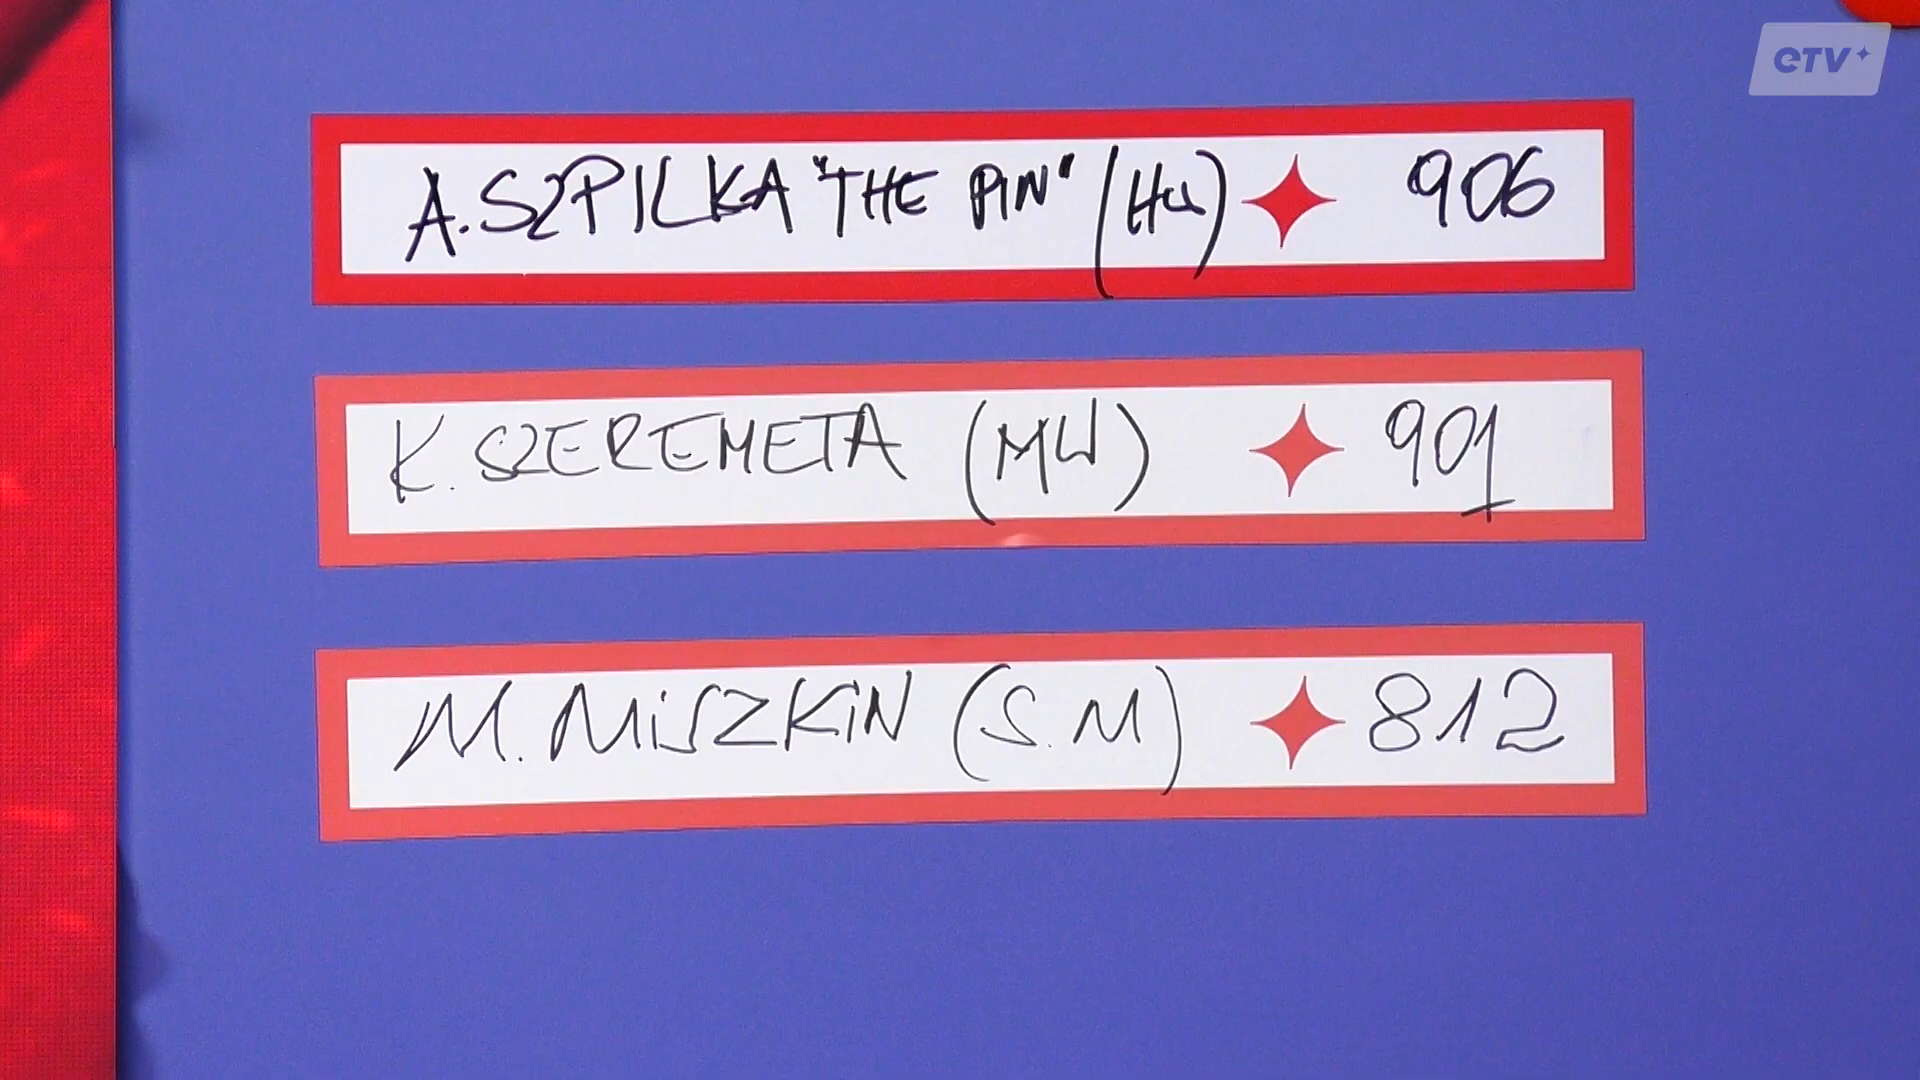 eTV
A. SZPILKA "THE PIN" (HW) 906
K. SZEREMETA (MW) 901
M. MiSZKiN (S.M) 812